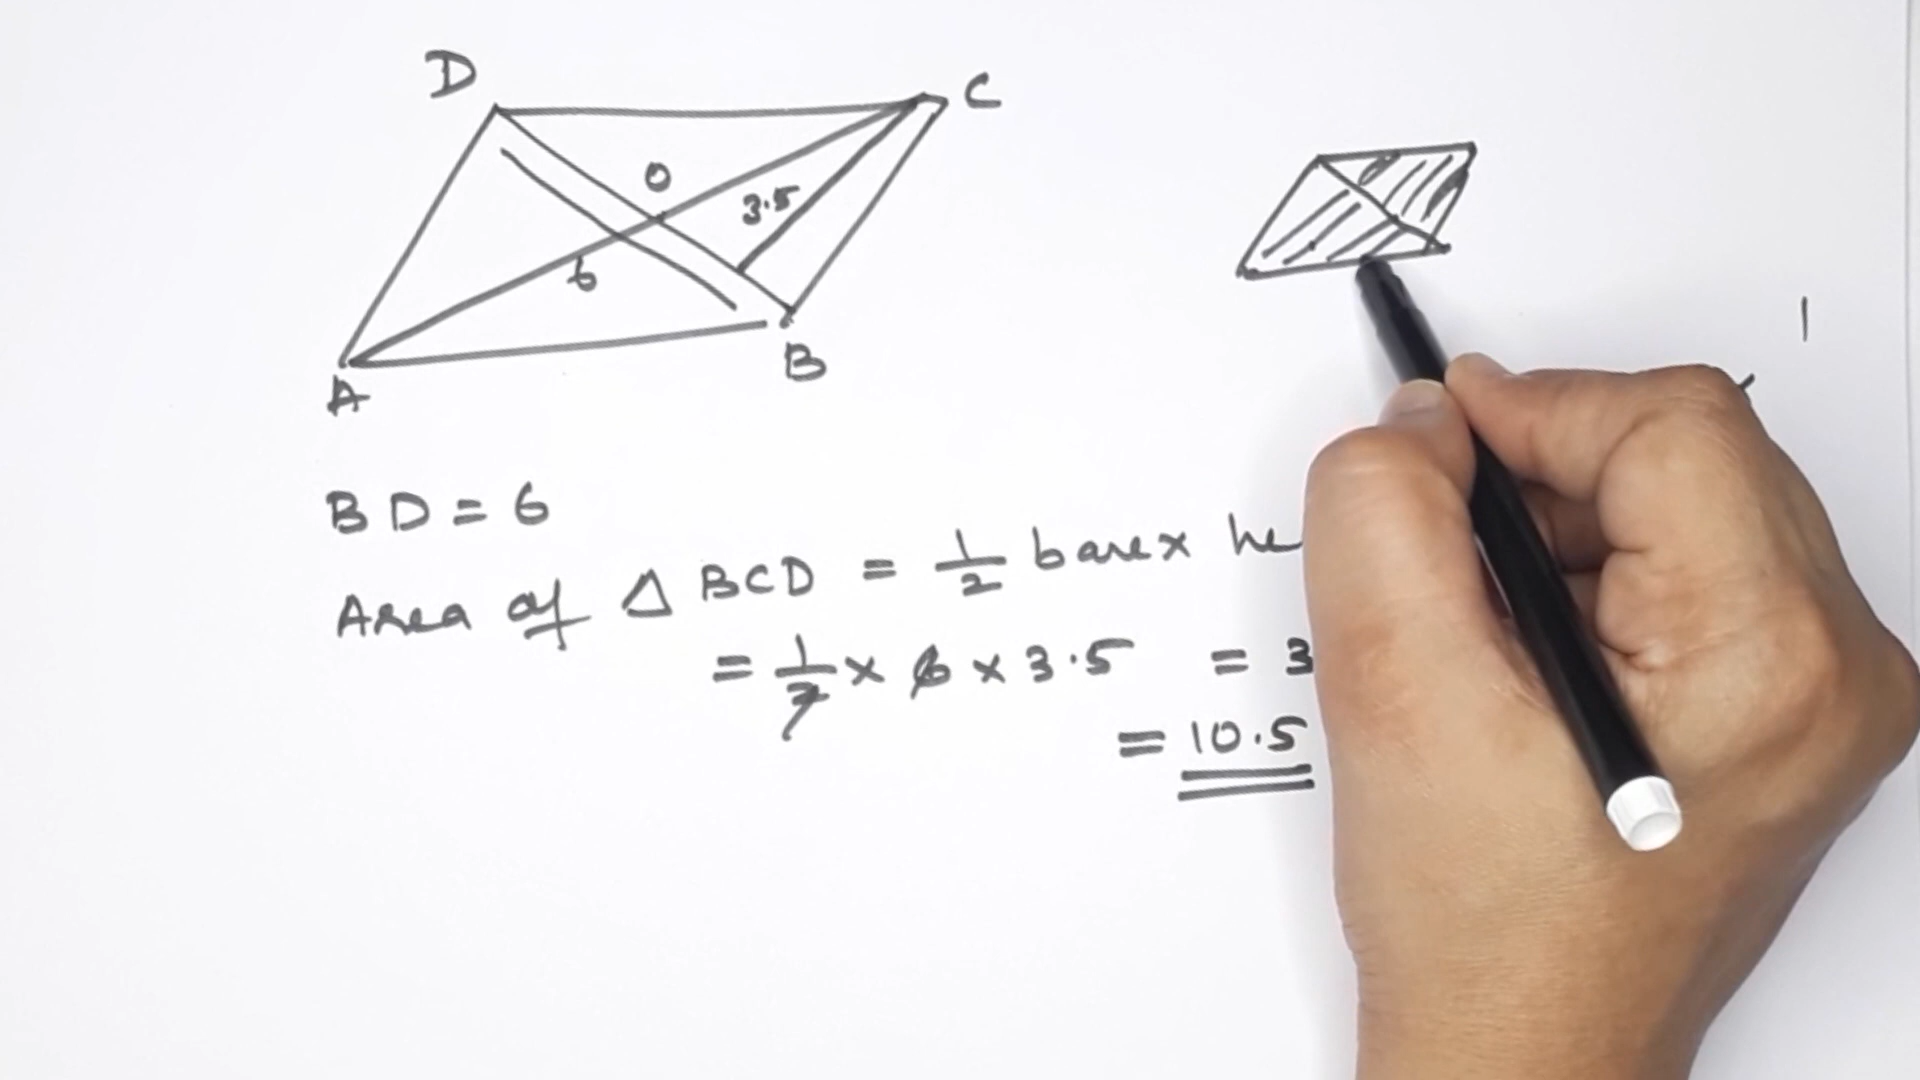 D C
O
3.5
6
A B
BD = 6
Area of △ BCD = 1/2 base x he
= 1/2 x 6 x 3.5 = 3
= 10.5